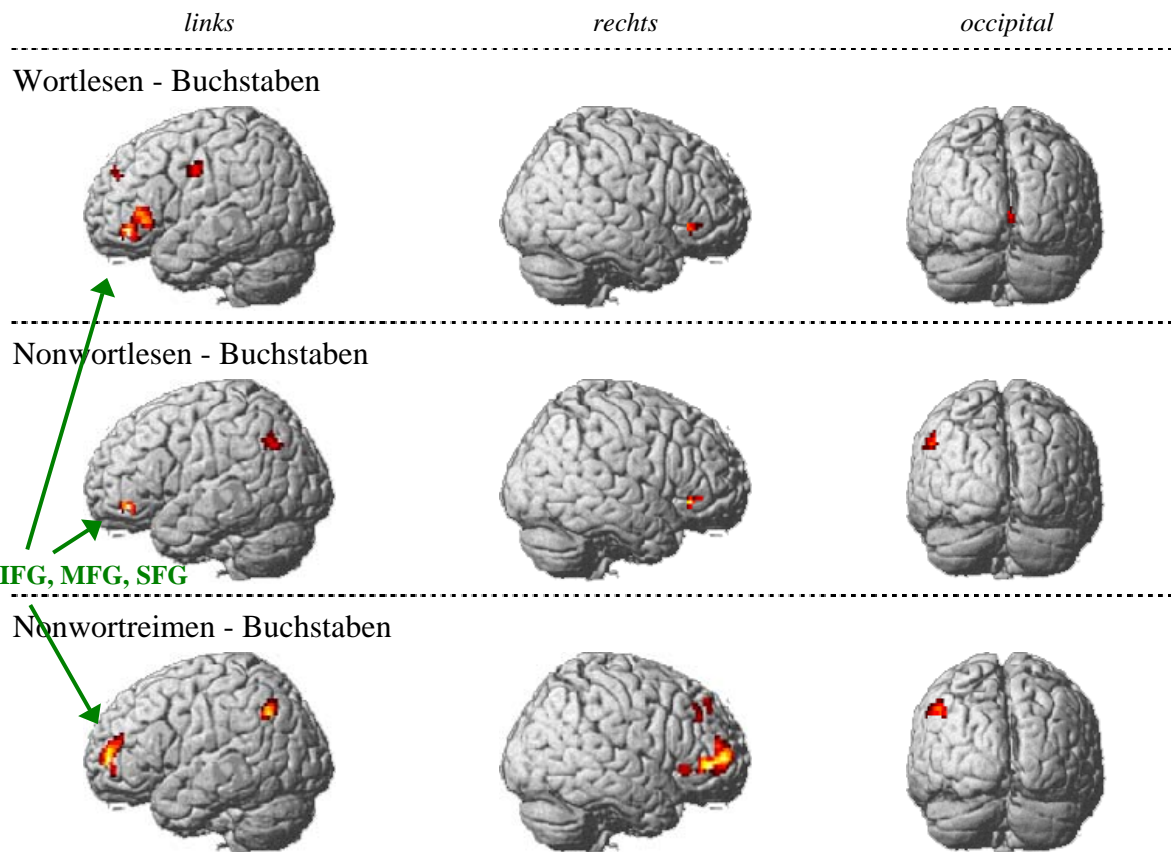 links rechts occipital
Wortlesen - Buchstaben
Nonwortlesen - Buchstaben
IFG, MFG, SFG
Nonwortreimen - Buchstaben